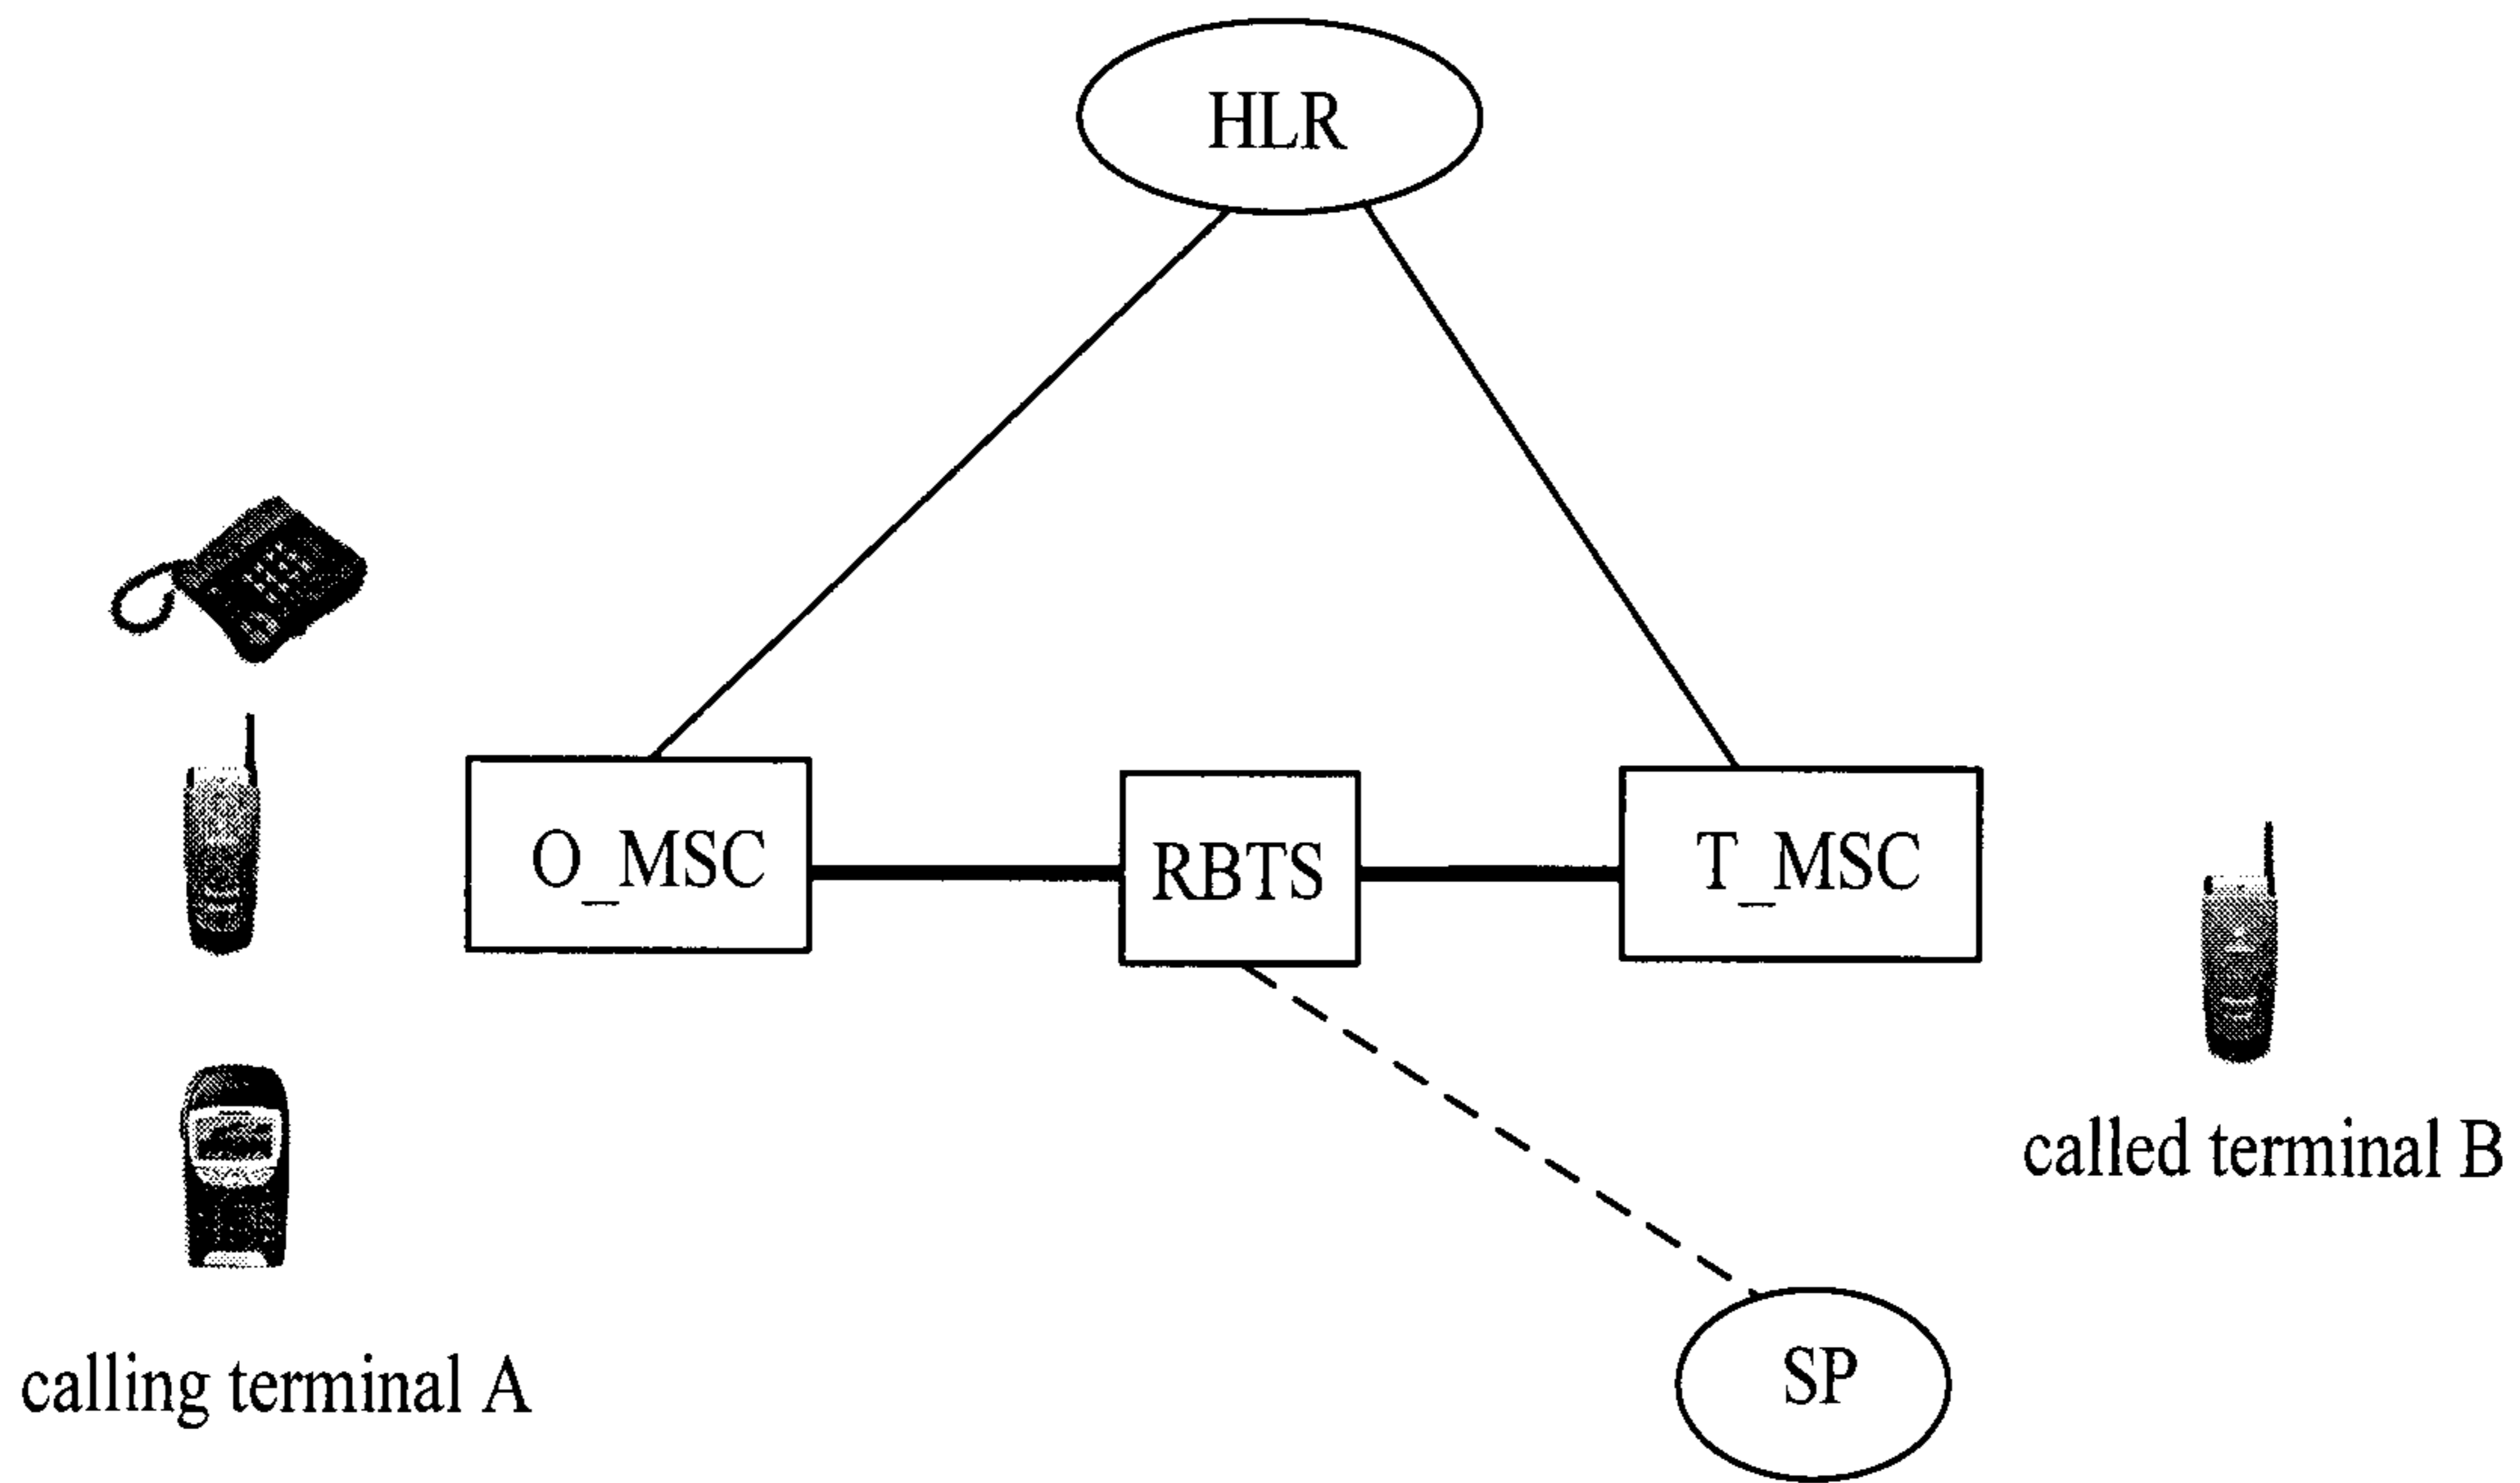 HLR
O_MSC
RBTS
T_MSC
called terminal B
SP
calling terminal A